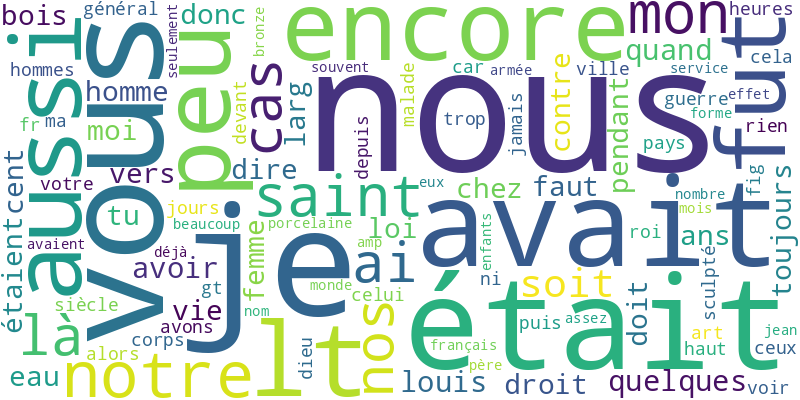 bois
général
donc
encore
mon
heures
hommes
aussi
vous
peu
seulement
bronze
cas
souvent
car
armée
ville
quand
cela
fut
homme
devant
larg
nous
malade
contre
service
effet
fr
ma
moi
depuis
trop
jamais
guerre
forme
rien
étaient
cent
votre
vers
dire
pendant
pays
tu
saint
eux
chez
faut
nombre
mois
fig
toujours
jours
beaucoup
je
porcelaine
loi
avait
roi
ans
avaient
déjà
avoir
femme
ai
amp
enfants
sculpté
siècle
gt
vie
nom
monde
celui
ni
soit
là
avons
corps
lt
nos
était
puis
assez
doit
art
jean
alors
notre
dieu
français
père
haut
ceux
eau
louis
droit
quelques
voir